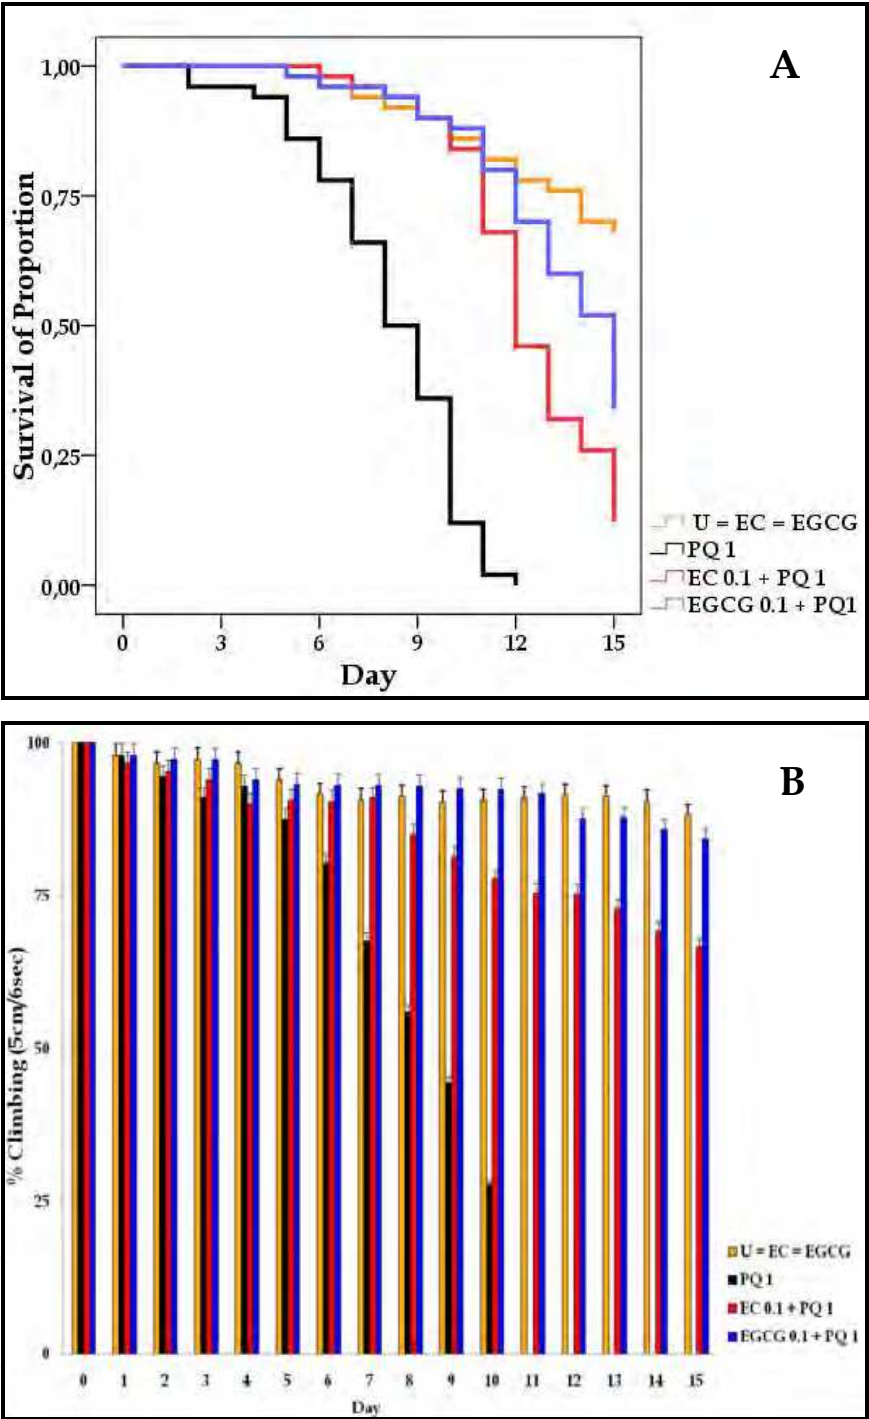 A
1,00
0,75
0,50
0,25
0,00
Survival of Proportion
0 3 6 9 12 15
Day
U = EC = EGCG
PQ 1
EC 0.1 + PQ 1
EGCG 0.1 + PQ1
B
100
75
50
25
0
% Climbing (5cm/6sec)
0 1 2 3 4 5 6 7 8 9 10 11 12 13 14 15
Day
U = EC = EGCG
PQ 1
EC 0.1 + PQ 1
EGCG 0.1 + PQ 1